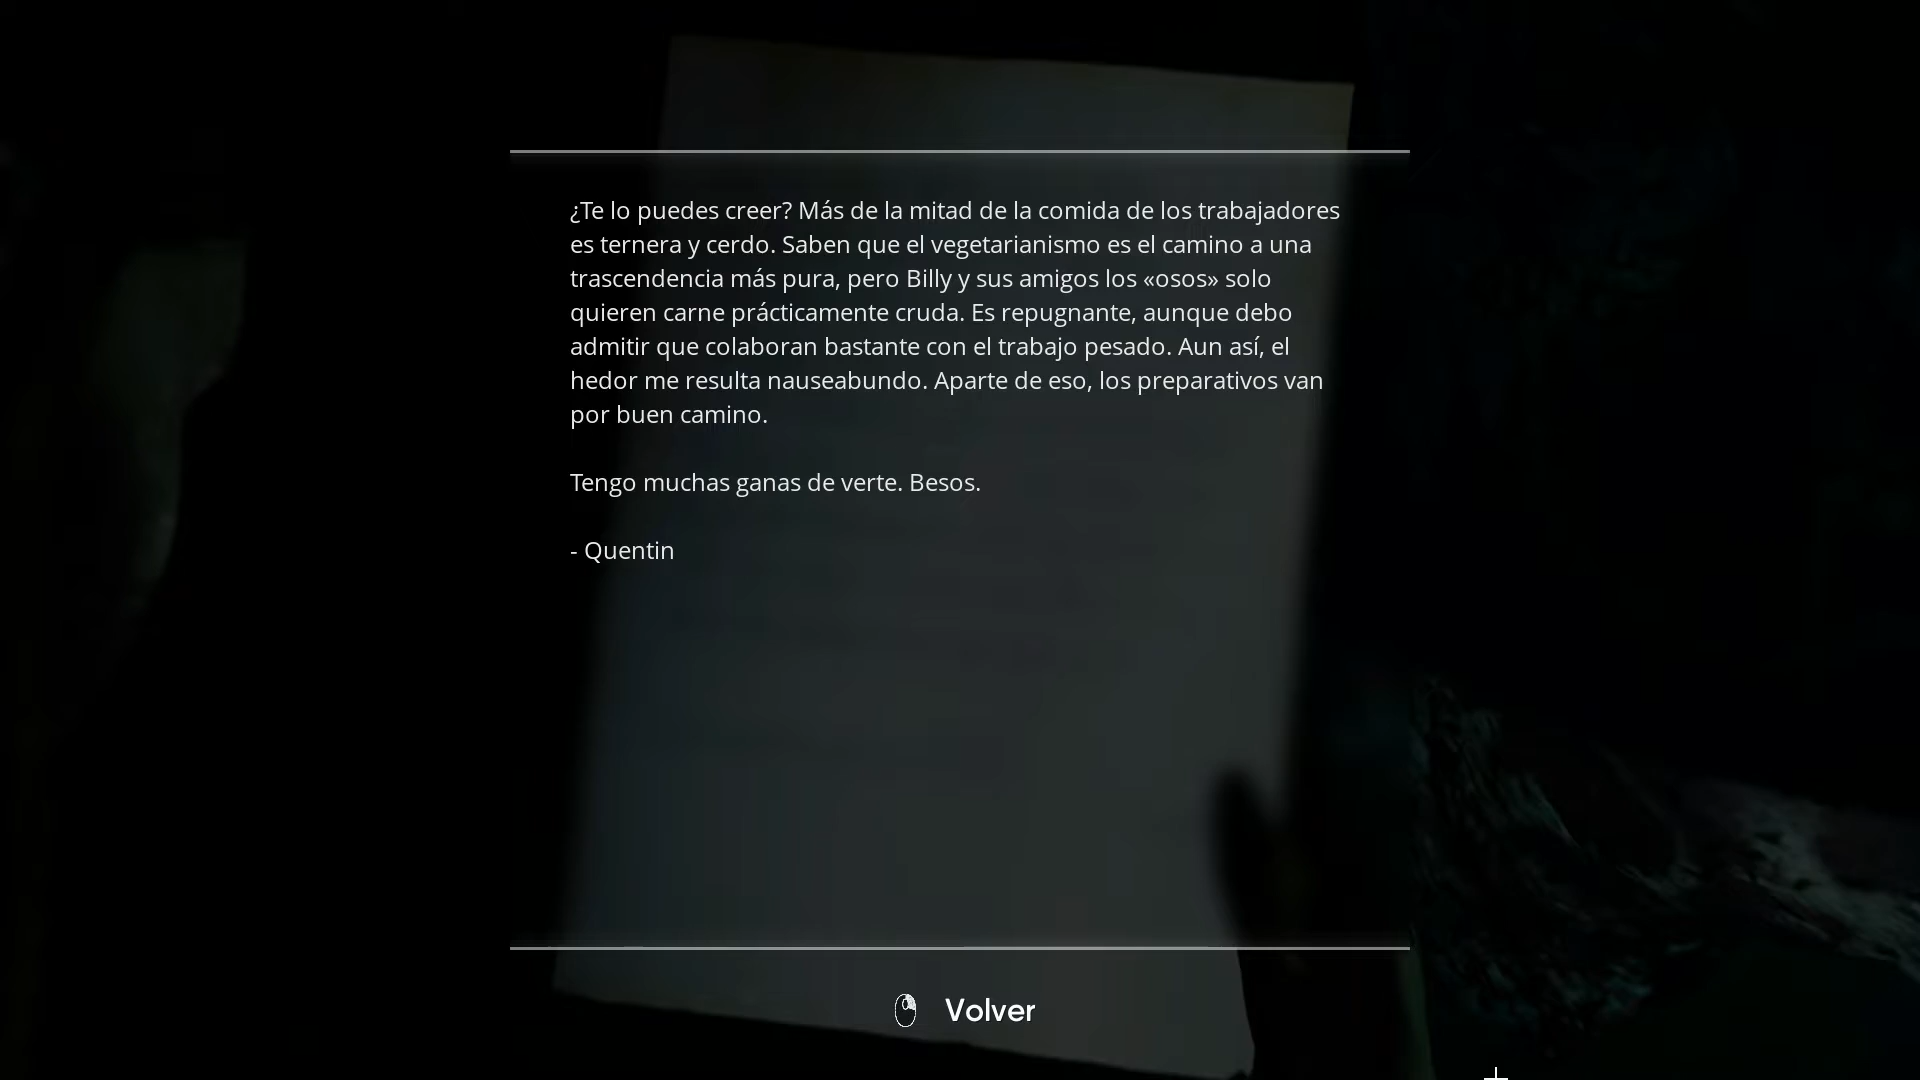 ¿Te lo puedes creer? Más de la mitad de la comida de los trabajadores
es ternera y cerdo. Saben que el vegetarianismo es el camino a una
trascendencia más pura, pero Billy y sus amigos los «osos» solo
quieren carne prácticamente cruda. Es repugnante, aunque debo
admitir que colaboran bastante con el trabajo pesado. Aun así, el
hedor me resulta nauseabundo. Aparte de eso, los preparativos van
por buen camino.
Tengo muchas ganas de verte. Besos.
- Quentin
Volver